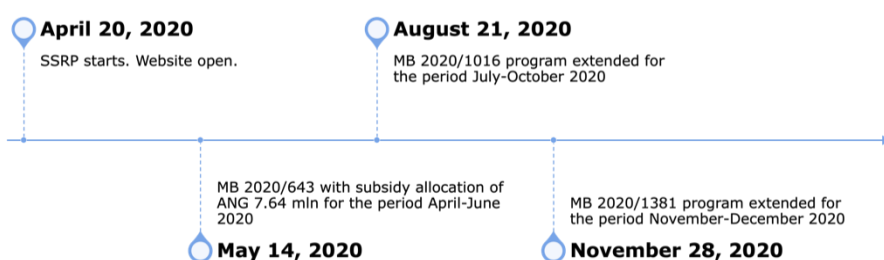 April 20, 2020
SSRP starts. Website open.
August 21, 2020
MB 2020/1016 program extended for
the period July-October 2020
MB 2020/643 with subsidy allocation of
ANG 7.64 mln for the period April-June
2020
May 14, 2020
MB 2020/1381 program extended for
the period November-December 2020
November 28, 2020